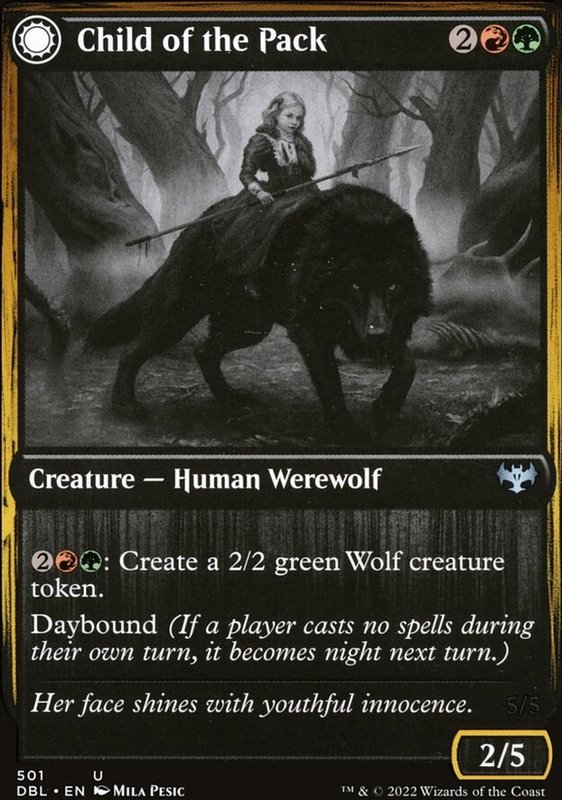 Child of the Pack
2
Creature — Human Werewolf
2: Create a 2/2 green Wolf creature
token.
Daybound (If a player casts no spells during
their own turn, it becomes night next turn.)
Her face shines with youthful innocence.
5/5
2/5
501 U
DBL • EN Mila Pesic
™ & © 2022 Wizards of the Coast